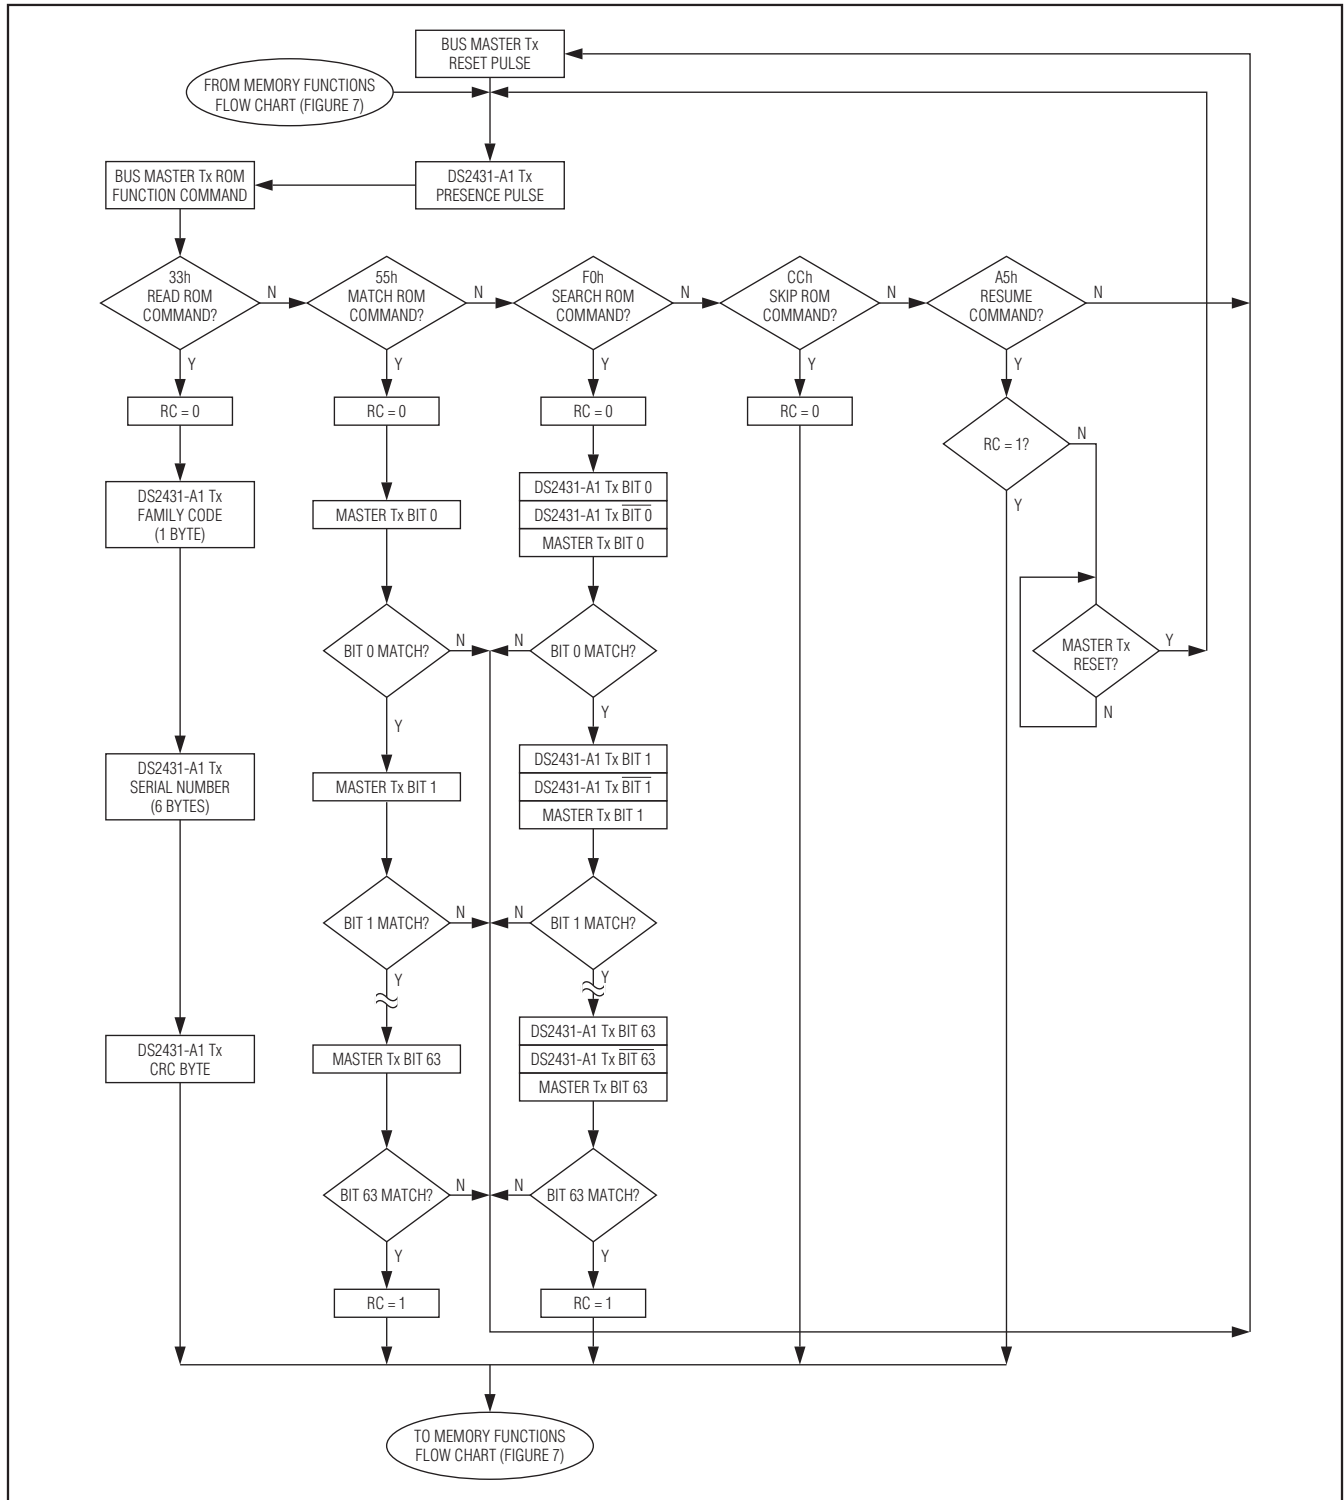 BUS MASTER Tx
RESET PULSE
FROM MEMORY FUNCTIONS
FLOW CHART (FIGURE 7)
BUS MASTER Tx ROM
FUNCTION COMMAND
DS2431-A1 Tx
PRESENCE PULSE
33h
READ ROM
COMMAND?
N
55h
MATCH ROM
COMMAND?
N
F0h
SEARCH ROM
COMMAND?
N
CCh
SKIP ROM
COMMAND?
N
A5h
RESUME
COMMAND?
N
Y
Y
Y
Y
Y
RC = 0
RC = 0
RC = 0
RC = 0
RC = 1?
N
Y
DS2431-A1 Tx
FAMILY CODE
(1 BYTE)
MASTER Tx BIT 0
DS2431-A1 Tx BIT 0
DS2431-A1 Tx B̅I̅T̅ ̅0̅
MASTER Tx BIT 0
BIT 0 MATCH?
N
N
BIT 0 MATCH?
MASTER Tx
RESET?
Y
N
Y
Y
DS2431-A1 Tx
SERIAL NUMBER
(6 BYTES)
MASTER Tx BIT 1
DS2431-A1 Tx BIT 1
DS2431-A1 Tx B̅I̅T̅ ̅1̅
MASTER Tx BIT 1
BIT 1 MATCH?
N
N
BIT 1 MATCH?
Y
Y
DS2431-A1 Tx
CRC BYTE
MASTER Tx BIT 63
DS2431-A1 Tx BIT 63
DS2431-A1 Tx B̅I̅T̅ ̅6̅3̅
MASTER Tx BIT 63
BIT 63 MATCH?
N
N
BIT 63 MATCH?
Y
Y
RC = 1
RC = 1
TO MEMORY FUNCTIONS
FLOW CHART (FIGURE 7)